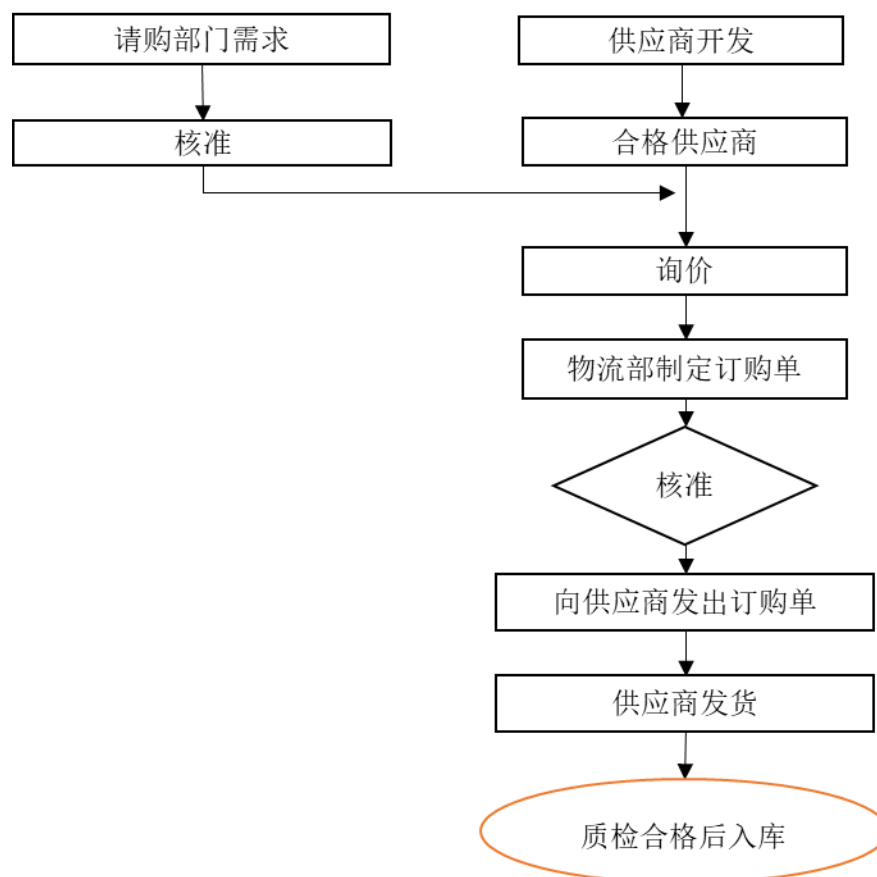 请购部门需求
供应商开发
核准
合格供应商
询价
物流部制定订购单
核准
向供应商发出订购单
供应商发货
质检合格后入库